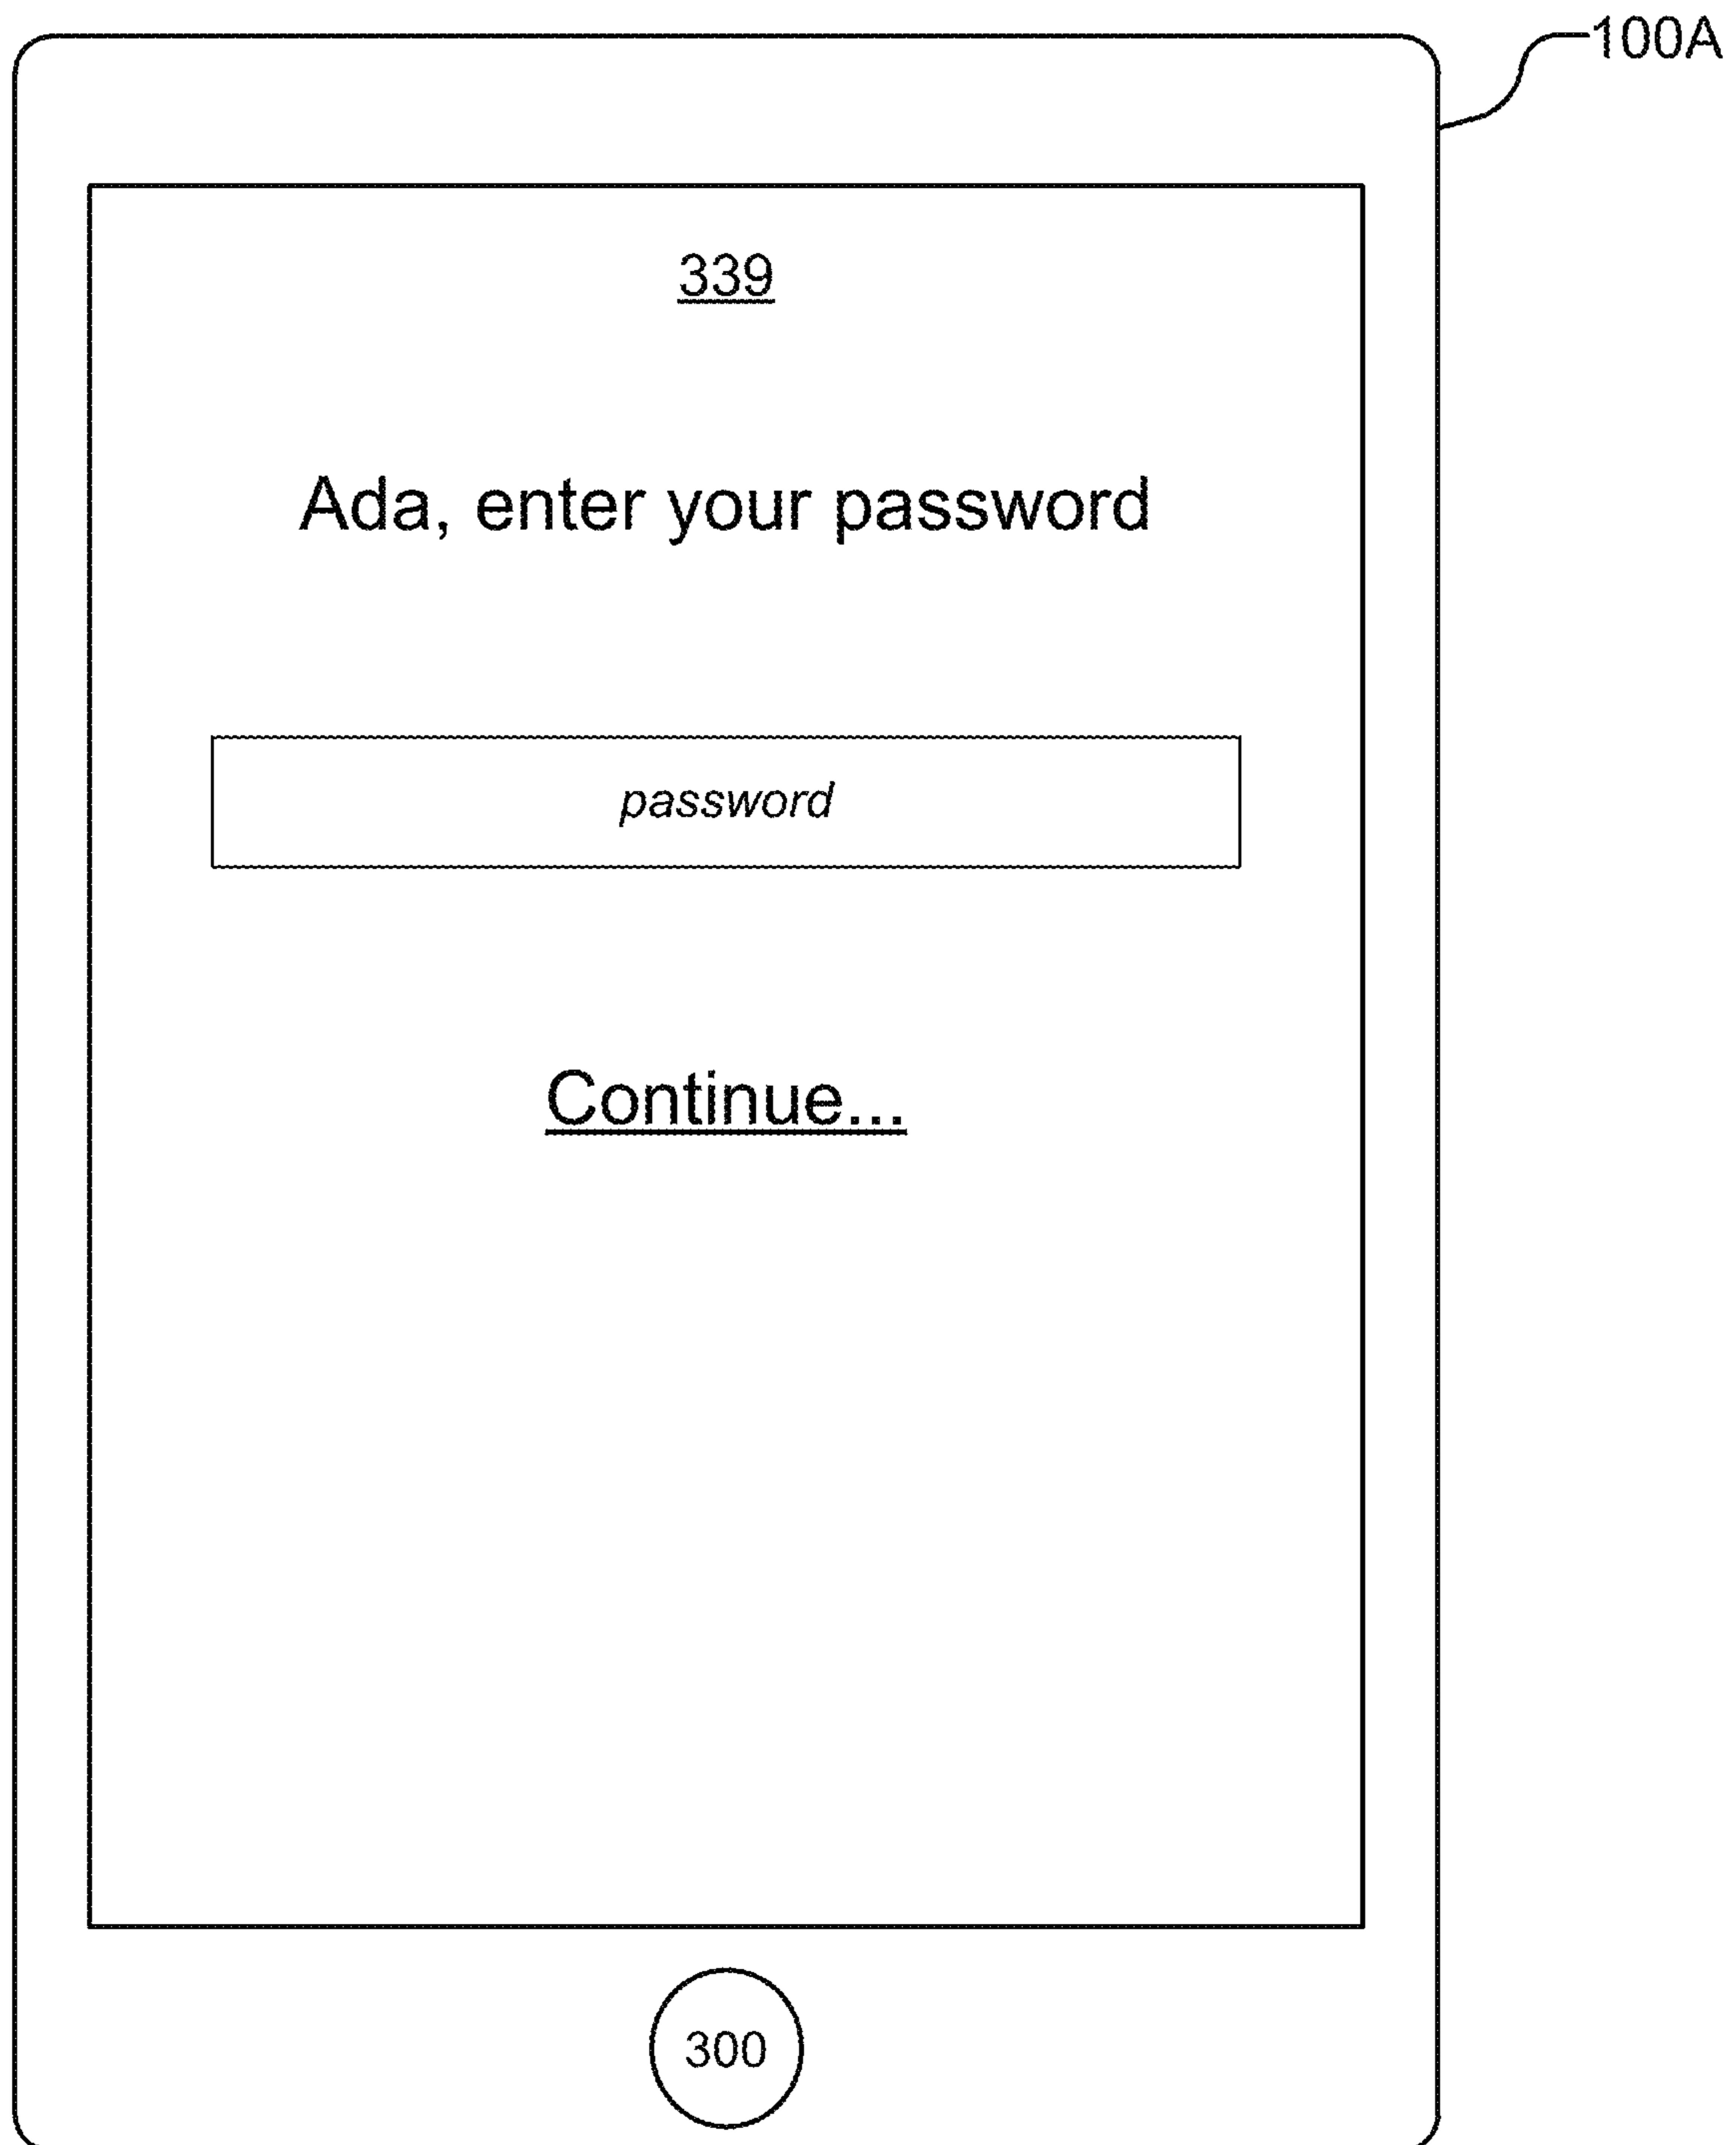 100A
339
Ada, enter your password
password
Continue...
300